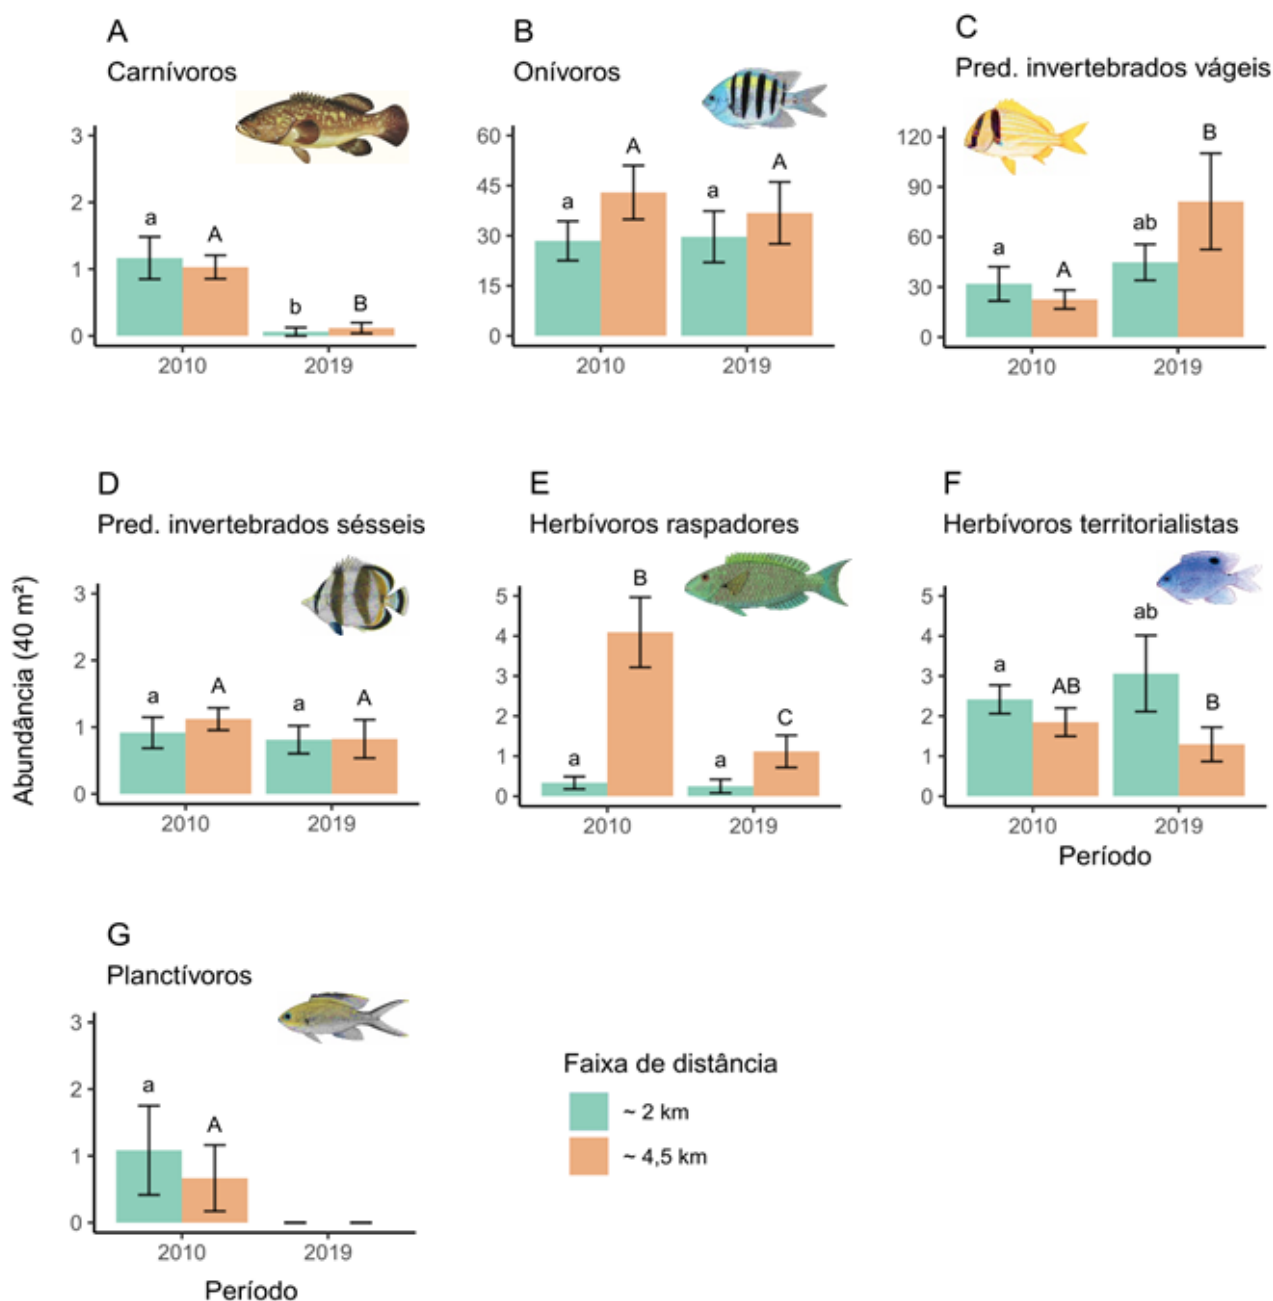 A
Carnívoros
3
2
1
0
a
A
b
B
2010
2019
B
Onívoros
60
45
30
15
0
a
A
a
A
2010
2019
C
Pred. invertebrados vágeis
120
90
60
30
0
a
A
ab
B
2010
2019
Abundância (40 m²)
D
Pred. invertebrados sésseis
3
2
1
0
a
A
a
A
2010
2019
E
Herbívoros raspadores
5
4
3
2
1
0
a
B
a
C
2010
2019
F
Herbívoros territorialistas
5
4
3
2
1
0
a
AB
ab
B
2010
2019
Período
G
Planctívoros
3
2
1
0
a
A
2010
2019
Período
Faixa de distância
~ 2 km
~ 4,5 km